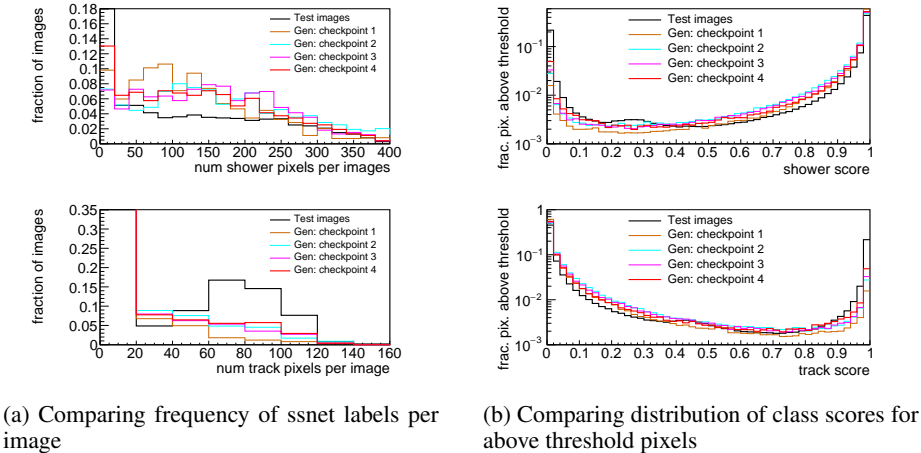 fraction of images
0.18
0.16
0.14
0.12
0.1
0.08
0.06
0.04
0.02
0
Test images
Gen: checkpoint 1
Gen: checkpoint 2
Gen: checkpoint 3
Gen: checkpoint 4
0 50 100 150 200 250 300 350 400
num shower pixels per images
frac. pix. above threshold
10−1
10−2
10−3
Test images
Gen: checkpoint 1
Gen: checkpoint 2
Gen: checkpoint 3
Gen: checkpoint 4
0 0.1 0.2 0.3 0.4 0.5 0.6 0.7 0.8 0.9 1
shower score
fraction of images
0.35
0.3
0.25
0.2
0.15
0.1
0.05
0
Test images
Gen: checkpoint 1
Gen: checkpoint 2
Gen: checkpoint 3
Gen: checkpoint 4
0 20 40 60 80 100 120 140 160
num track pixels per image
frac. pix. above threshold
1
10−1
10−2
10−3
Test images
Gen: checkpoint 1
Gen: checkpoint 2
Gen: checkpoint 3
Gen: checkpoint 4
0 0.1 0.2 0.3 0.4 0.5 0.6 0.7 0.8 0.9 1
track score
(a) Comparing frequency of ssnet labels per
image
(b) Comparing distribution of class scores for
above threshold pixels